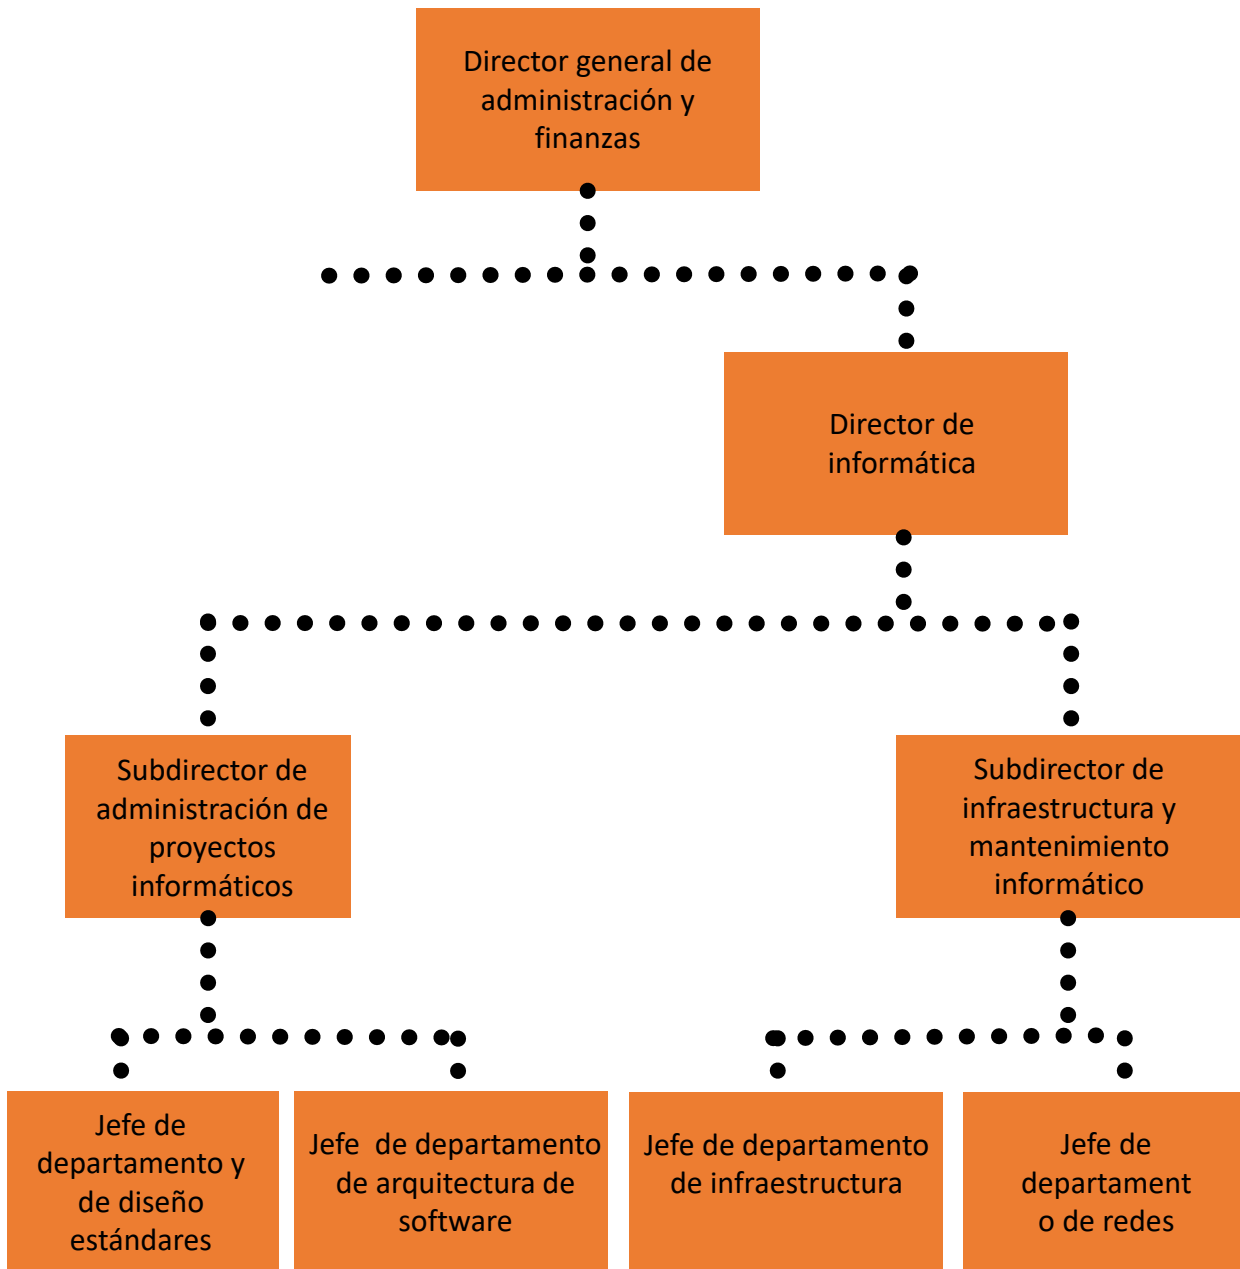 Director general de
administración y
finanzas
Director de
informática
Subdirector de
administración de
proyectos
informáticos
Subdirector de
infraestructura y
mantenimiento
informático
Jefe de
departamento y
de diseño
estándares
Jefe  de departamento
de arquitectura de
software
Jefe de departamento
de infraestructura
Jefe de
department
o de redes